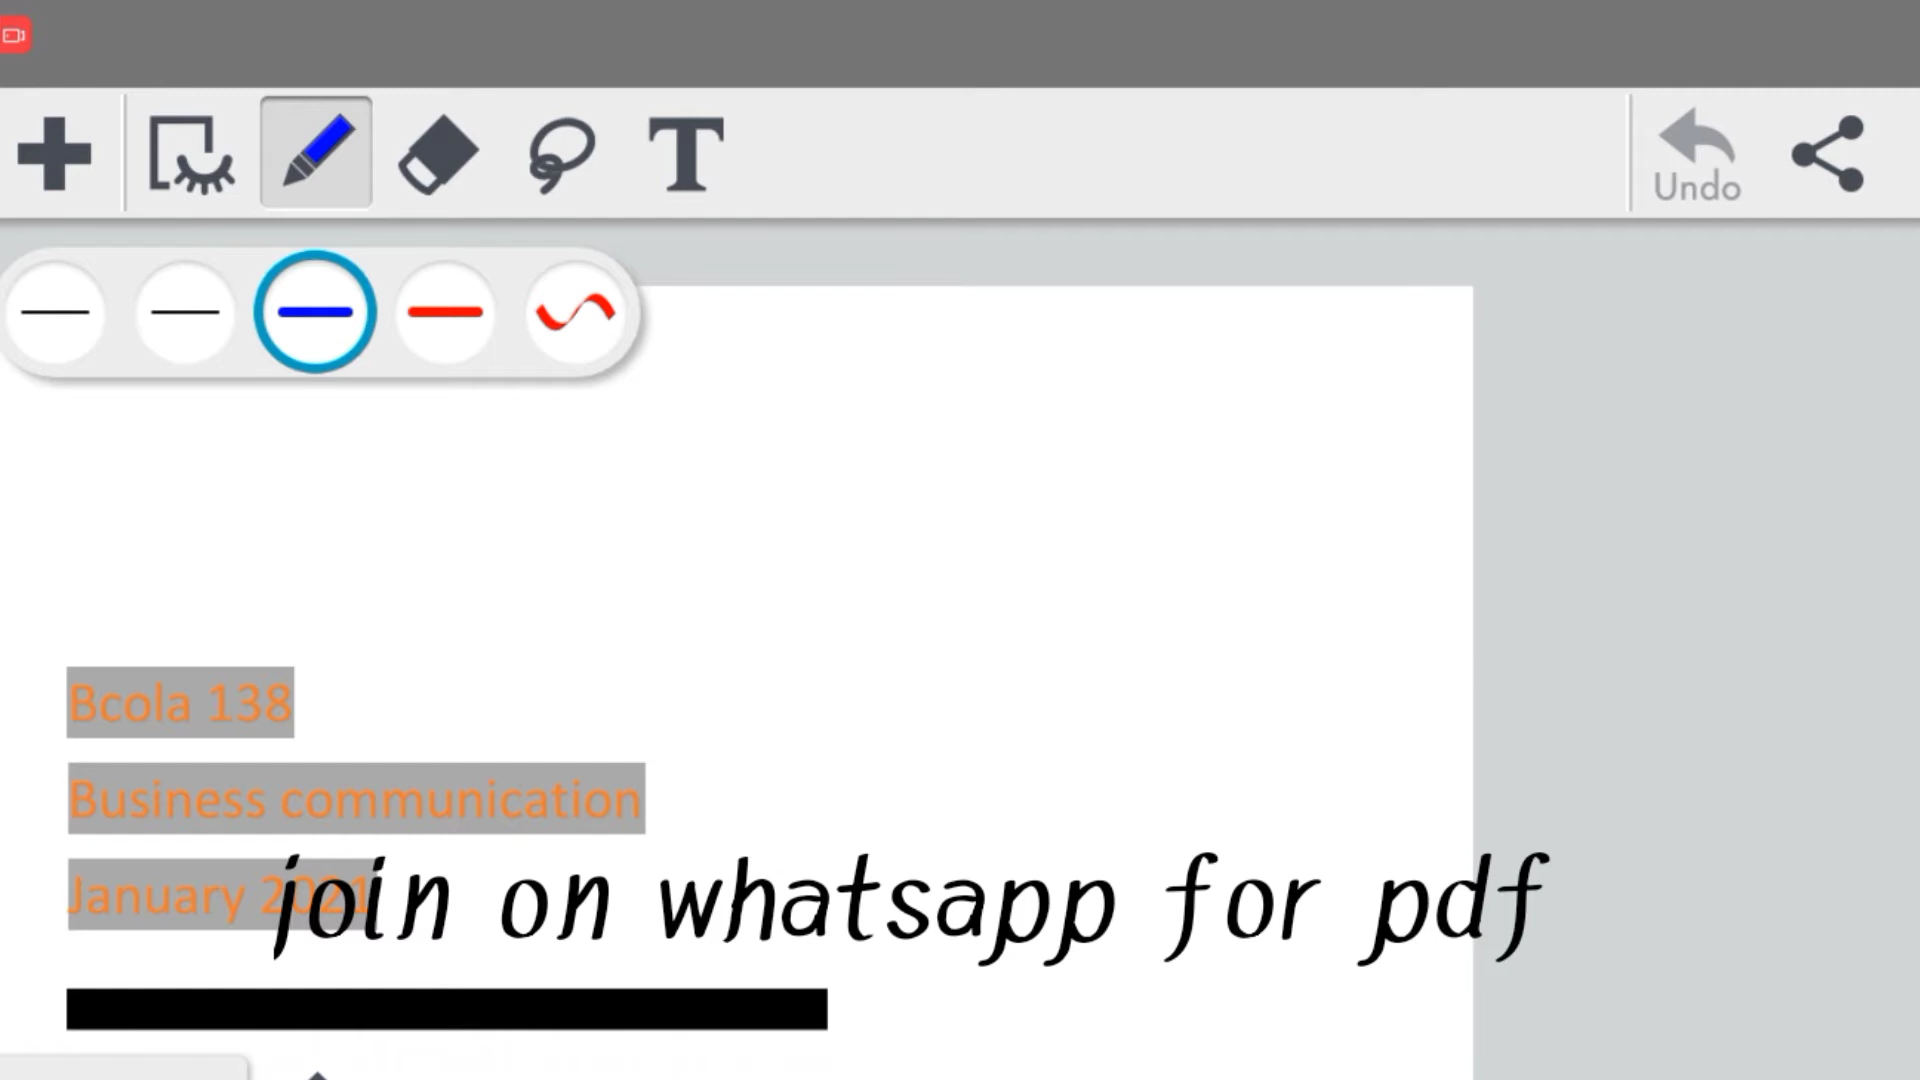 Undo
Bcola 138
Business communication
January 2021
join on whatsapp for pdf